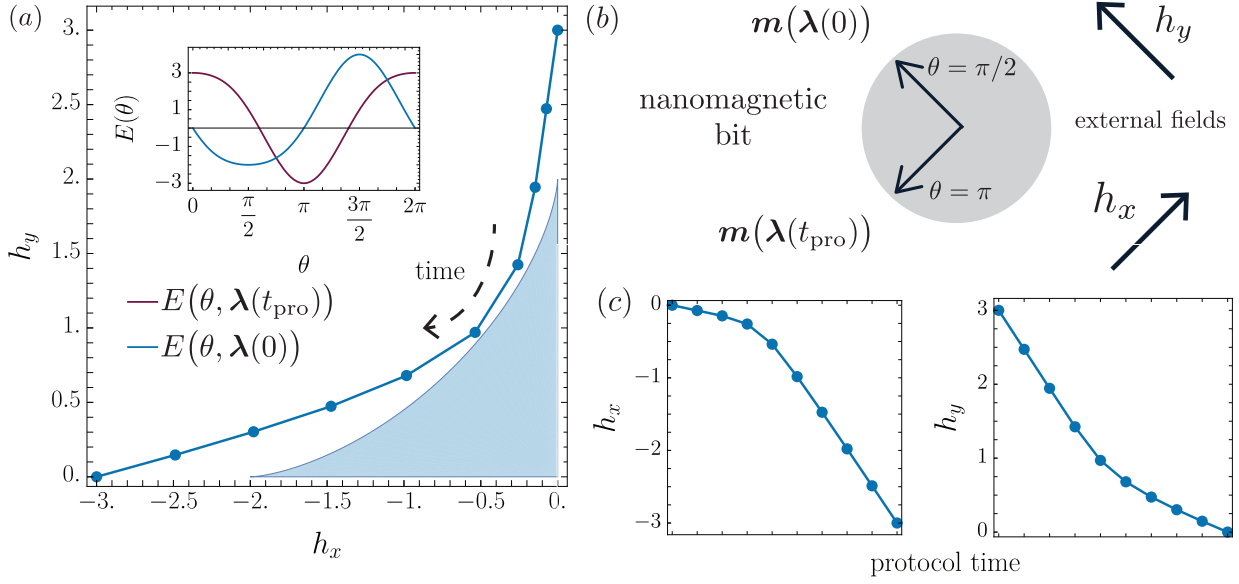 (a)
3.
2.5
2.
1.5
1.
0.5
0.
h_y
−3.
−2.5
−2.
−1.5
−1.
−0.5
0.
h_x
E(θ)
3
1
−1
−3
0
π/2
π
3π/2
2π
θ
time
E(θ, λ(t_pro))
E(θ, λ(0))
(b)
m(λ(0))
h_y
θ = π/2
nanomagnetic
bit
external fields
θ = π
h_x
m(λ(t_pro))
(c)
0
−1
−2
−3
h_x
3
2
1
0
h_y
protocol time